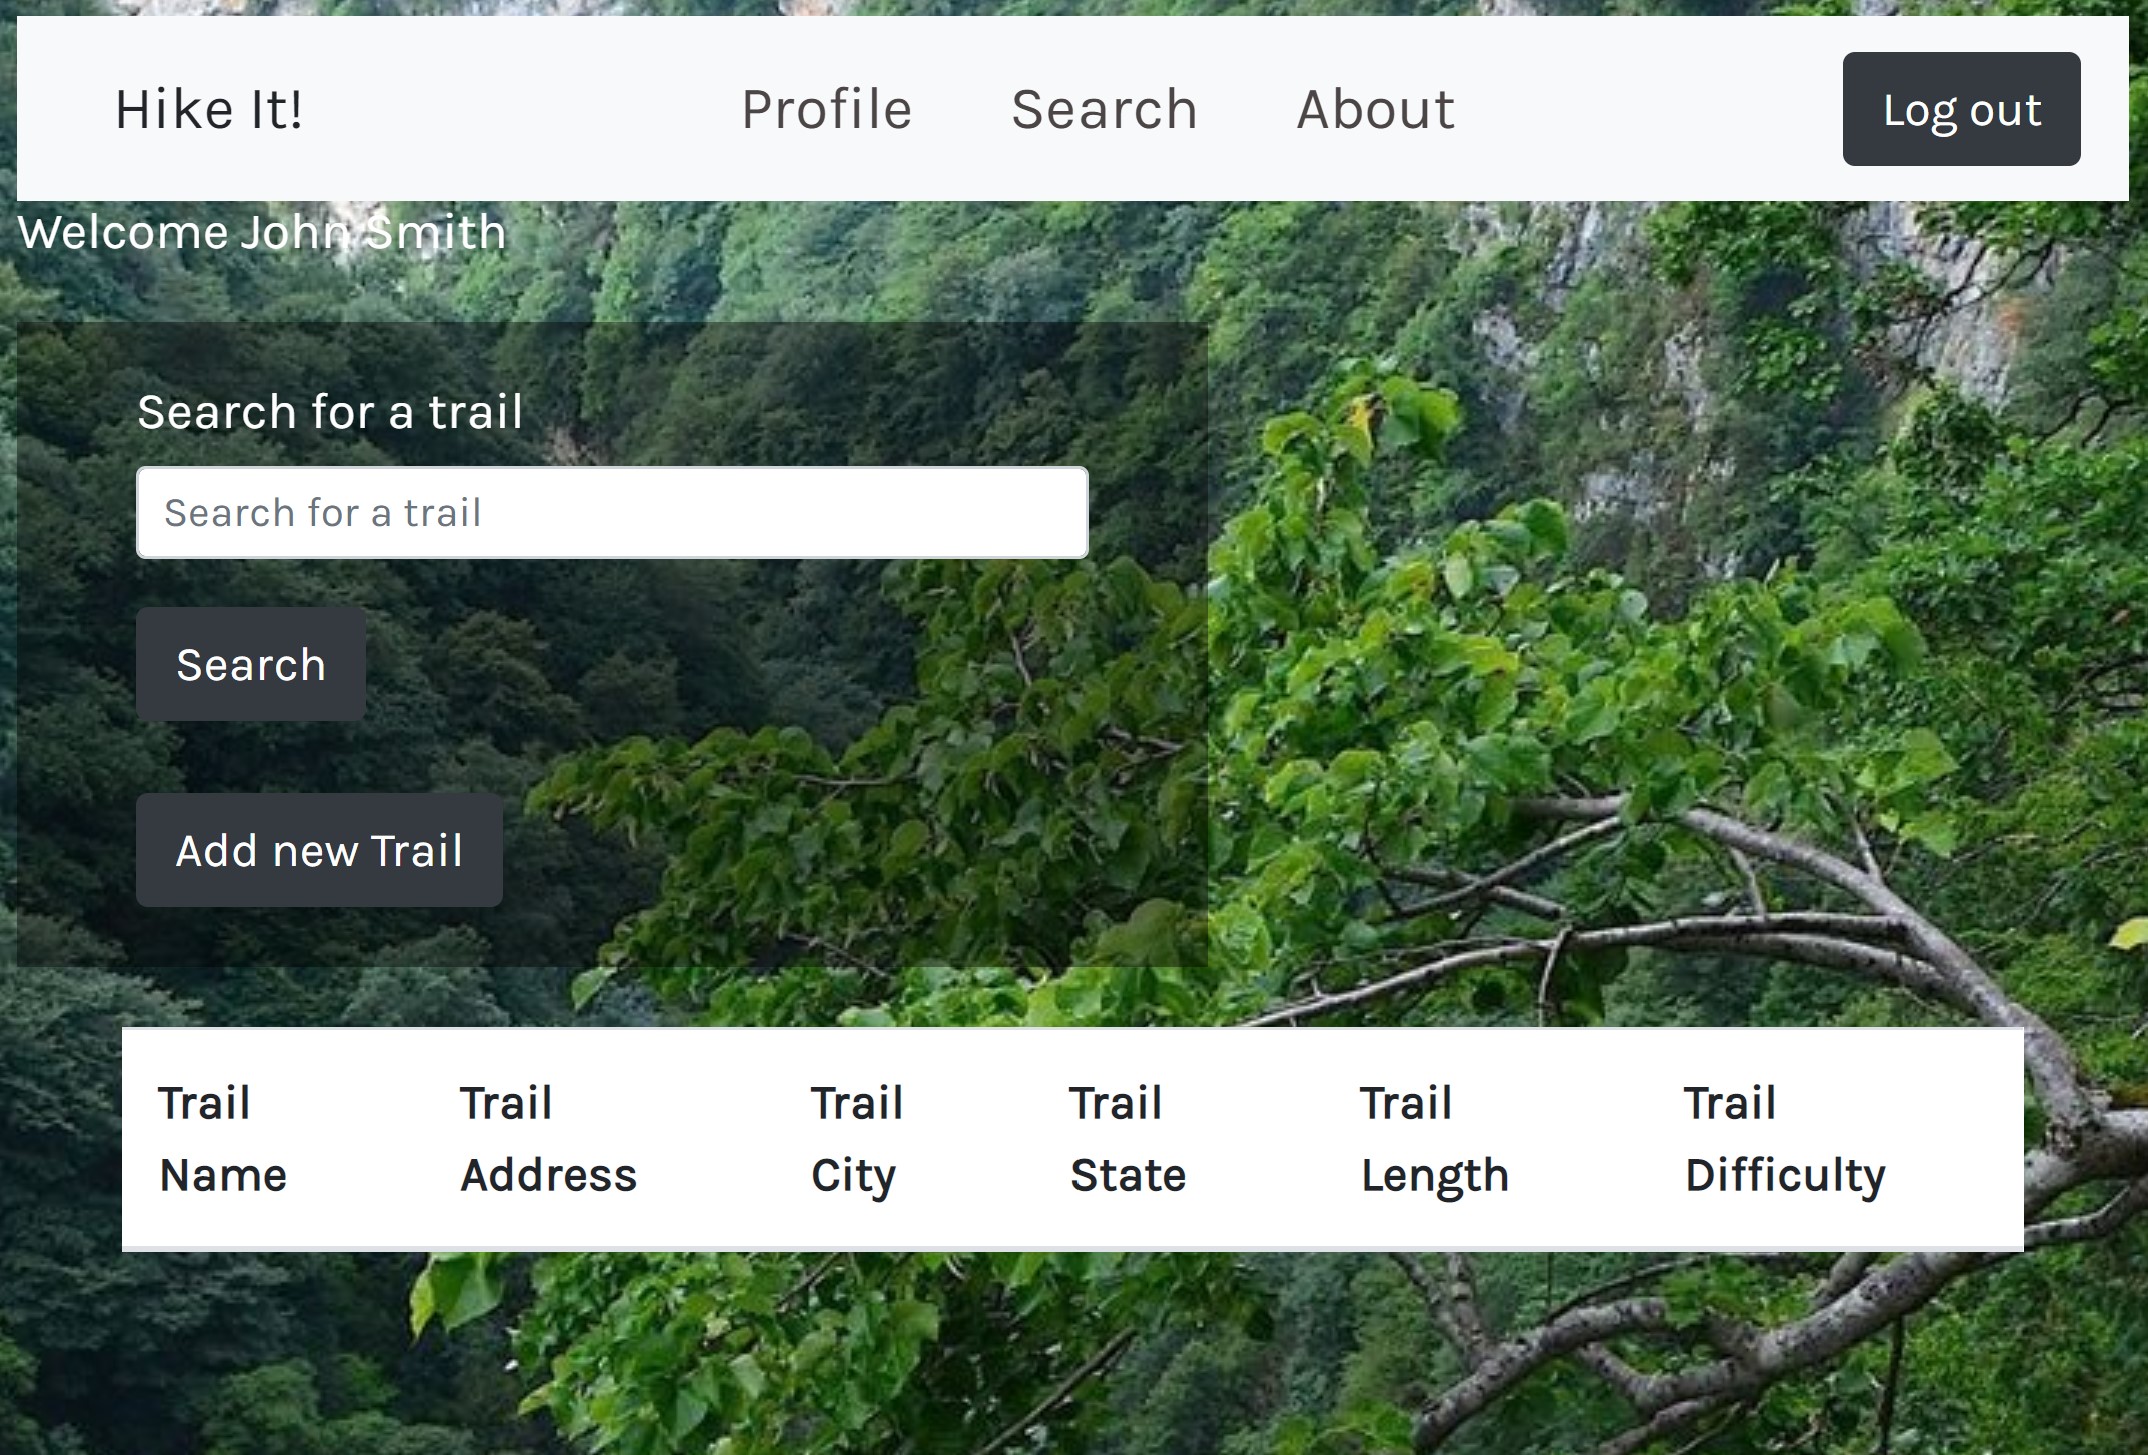 Hike It!
Profile Search About
Log out
Welcome John Smith
Search for a trail
Search for a trail
Search
Add new Trail
Trail Name
Trail Address
Trail City
Trail State
Trail Length
Trail Difficulty